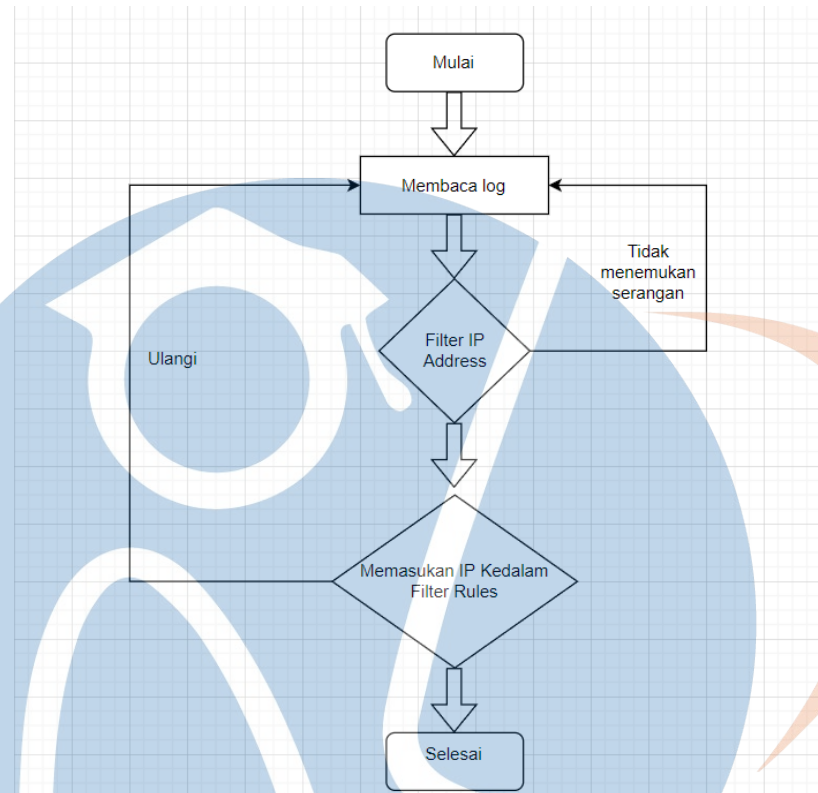 Mulai
Membaca log
Tidak
menemukan
serangan
Filter IP
Address
Ulangi
Memasukan IP Kedalam
Filter Rules
Selesai